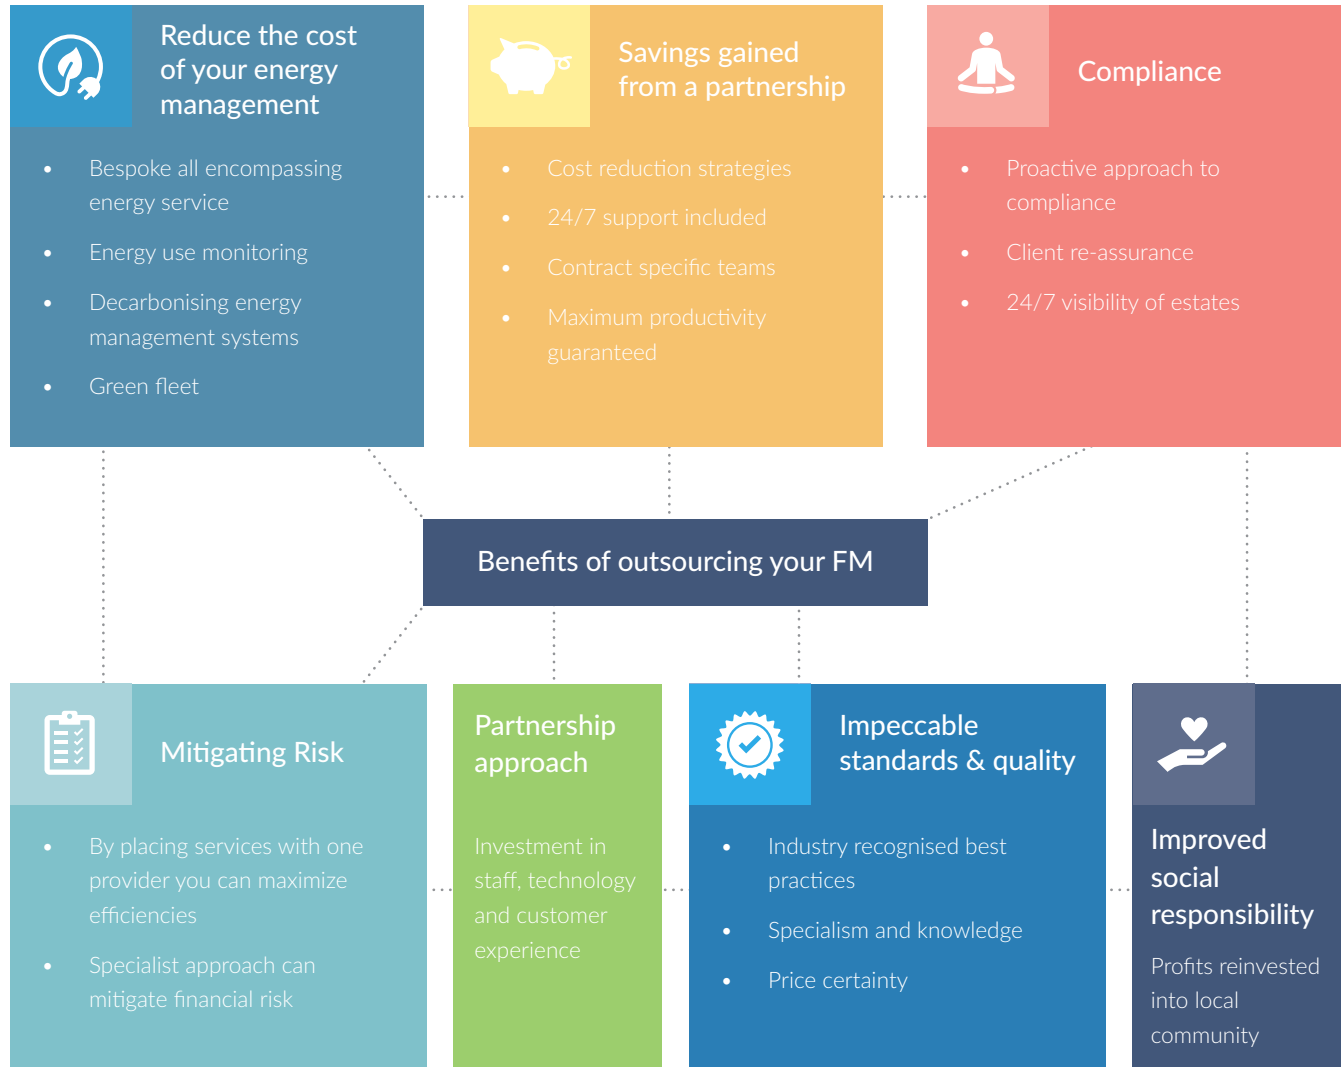 Reduce the cost
of your energy
management
• Bespoke all encompassing
energy service
• Energy use monitoring
• Decarbonising energy
management systems
• Green fleet
Savings gained
from a partnership
• Cost reduction strategies
• 24/7 support included
• Contract specific teams
• Maximum productivity
guaranteed
Compliance
• Proactive approach to
compliance
• Client re-assurance
• 24/7 visibility of estates
Benefits of outsourcing your FM
Mitigating Risk
• By placing services with one
provider you can maximize
efficiencies
• Specialist approach can
mitigate financial risk
Partnership
approach
Investment in
staff, technology
and customer
experience
Impeccable
standards & quality
• Industry recognised best
practices
• Specialism and knowledge
• Price certainty
Improved
social
responsibility
Profits reinvested
into local
community